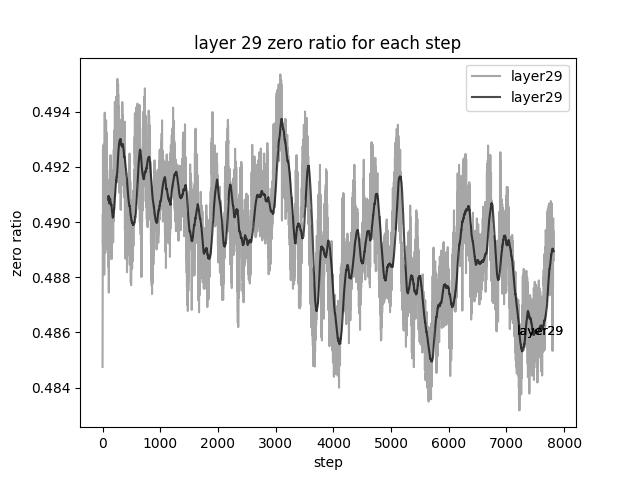 layer 29 zero ratio for each step
layer29
layer29
0.494
0.492
0.490
0.488
0.486
0.484
zero ratio
layer29
0
1000
2000
3000
4000
5000
6000
7000
8000
step